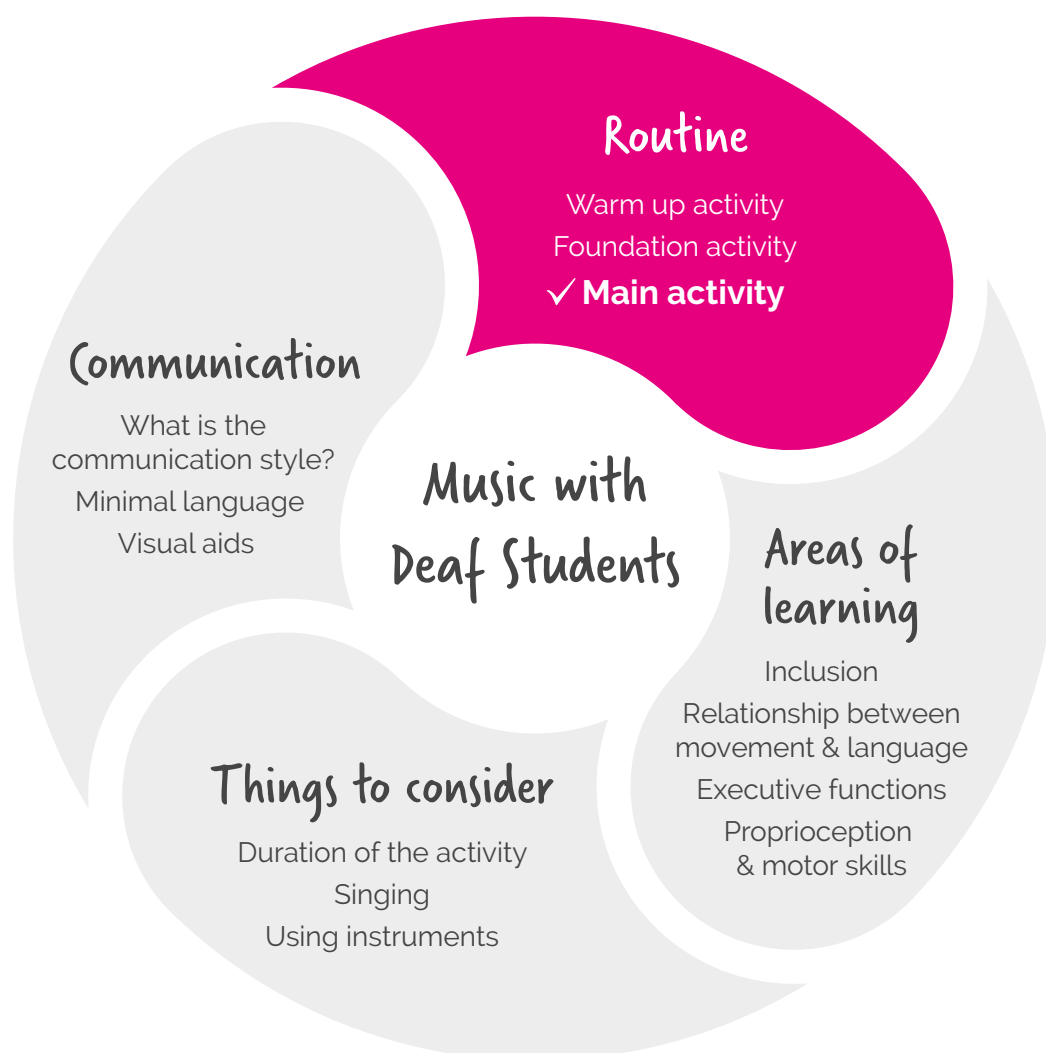 Routine
Warm up activity
Foundation activity
✓ Main activity
Communication
What is the
communication style?
Minimal language
Visual aids
Music with
Deaf Students
Areas of
learning
Inclusion
Relationship between
movement & language
Executive functions
Proprioception
& motor skills
Things to consider
Duration of the activity
Singing
Using instruments